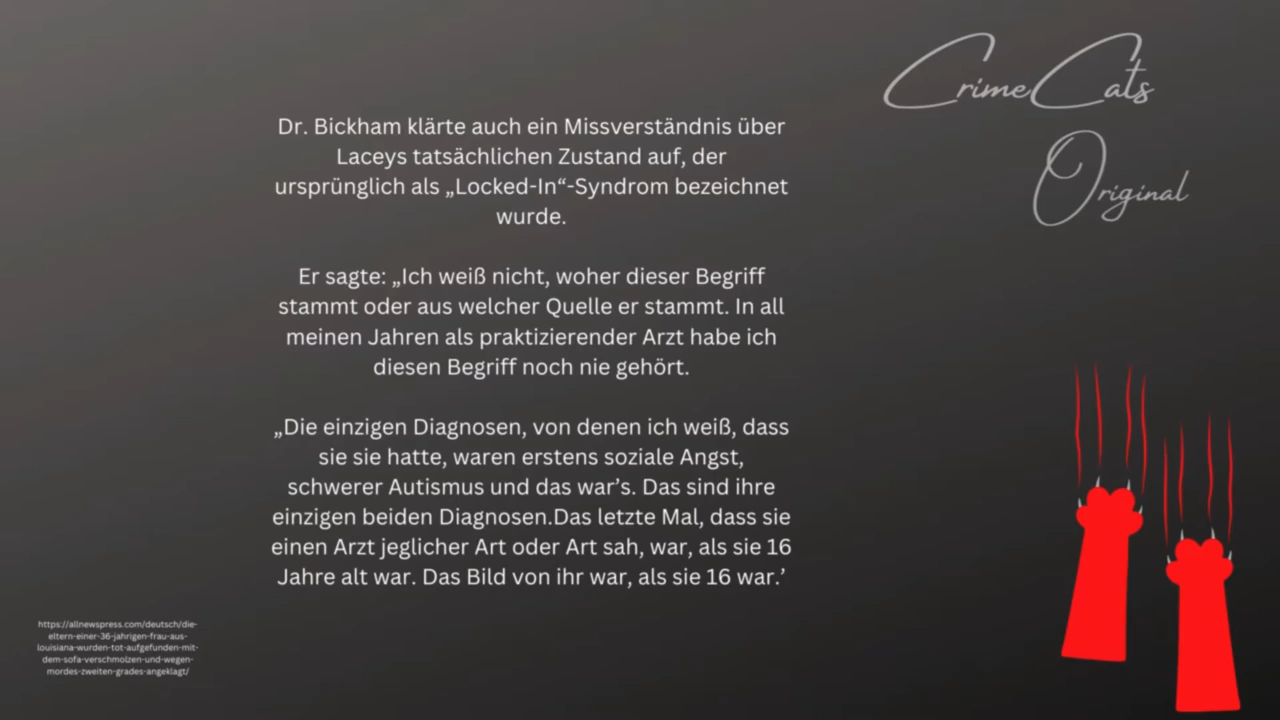 CrimeCats
Original
Dr. Bickham klärte auch ein Missverständnis über
Laceys tatsächlichen Zustand auf, der
ursprünglich als „Locked-In“-Syndrom bezeichnet
wurde.
Er sagte: „Ich weiß nicht, woher dieser Begriff
stammt oder aus welcher Quelle er stammt. In all
meinen Jahren als praktizierender Arzt habe ich
diesen Begriff noch nie gehört.
„Die einzigen Diagnosen, von denen ich weiß, dass
sie sie hatte, waren erstens soziale Angst,
schwerer Autismus und das war’s. Das sind ihre
einzigen beiden Diagnosen.Das letzte Mal, dass sie
einen Arzt jeglicher Art oder Art sah, war, als sie 16
Jahre alt war. Das Bild von ihr war, als sie 16 war.’
https://allnewspress.com/deutsch/die-
eltern-einer-36-jahrigen-frau-aus-
louisiana-wurden-tot-aufgefunden-mit-
dem-sofa-verschmolzen-und-wegen-
mordes-zweiten-grades-angeklagt/